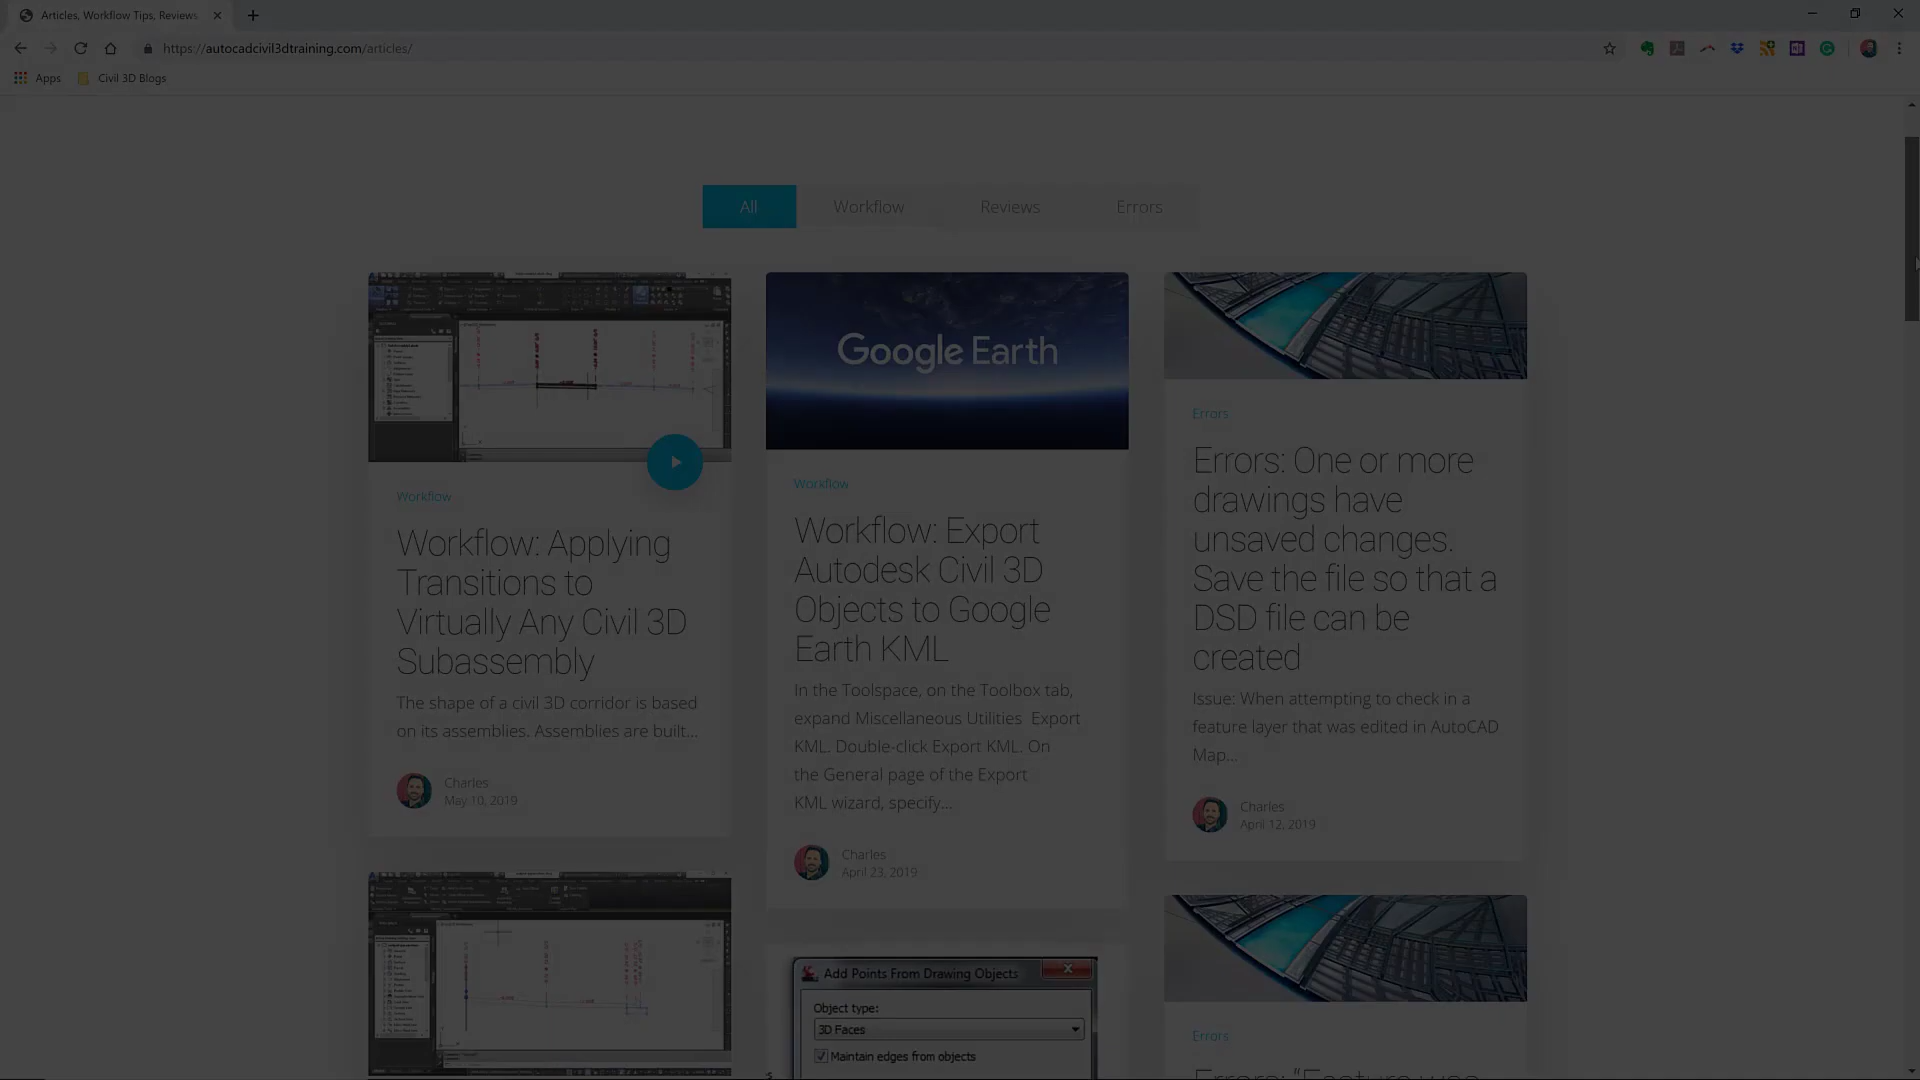 Articles, Workflow Tips, Reviews
https://autocadcivil3dtraining.com/articles/
Apps
Civil 3D Blogs
All
Workflow
Reviews
Errors
Workflow
Workflow: Applying
Transitions to
Virtually Any Civil 3D
Subassembly
The shape of a civil 3D corridor is based
on its assemblies. Assemblies are built...
Charles
May 10, 2019
Google Earth
Workflow
Workflow: Export
Autodesk Civil 3D
Objects to Google
Earth KML
In the Toolspace, on the Toolbox tab,
expand Miscellaneous Utilities Export
KML. Double-click Export KML. On
the General page of the Export
KML wizard, specify...
Charles
April 23, 2019
Errors
Errors: One or more
drawings have
unsaved changes.
Save the file so that a
DSD file can be
created
Issue: When attempting to check in a
feature layer that was edited in AutoCAD
Map...
Charles
April 12, 2019
Add Points From Drawing Objects
Object type:
3D Faces
Maintain edges from objects
Errors
Errors: "Feature was